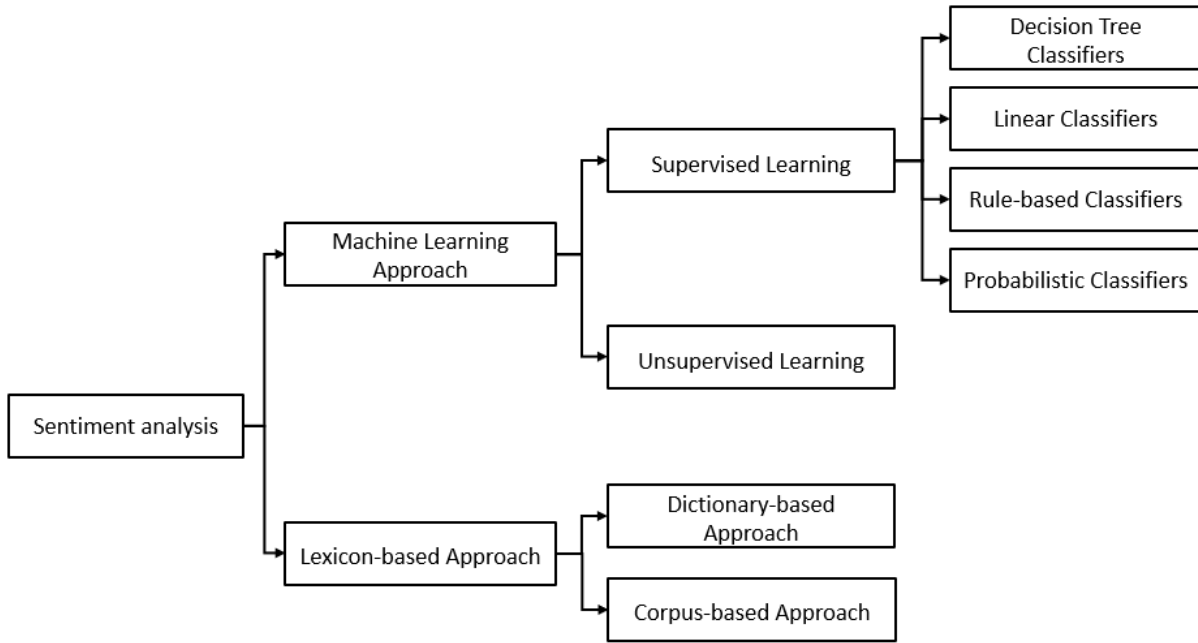 Sentiment analysis
Machine Learning
Approach
Lexicon-based Approach
Supervised Learning
Unsupervised Learning
Dictionary-based
Approach
Corpus-based Approach
Decision Tree
Classifiers
Linear Classifiers
Rule-based Classifiers
Probabilistic Classifiers